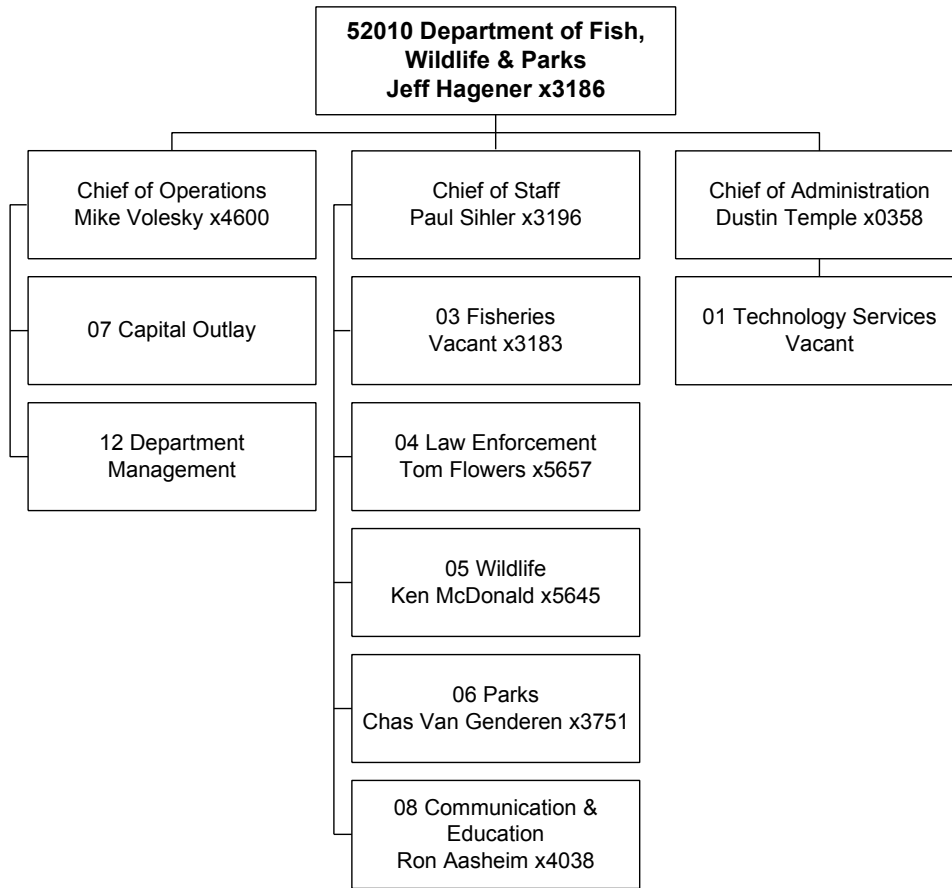 52010 Department of Fish,
Wildlife & Parks
Jeff Hagener x3186
Chief of Operations
Mike Volesky x4600
Chief of Staff
Paul Sihler x3196
Chief of Administration
Dustin Temple x0358
07 Capital Outlay
03 Fisheries
Vacant x3183
01 Technology Services
Vacant
12 Department
Management
04 Law Enforcement
Tom Flowers x5657
05 Wildlife
Ken McDonald x5645
06 Parks
Chas Van Genderen x3751
08 Communication &
Education
Ron Aasheim x4038